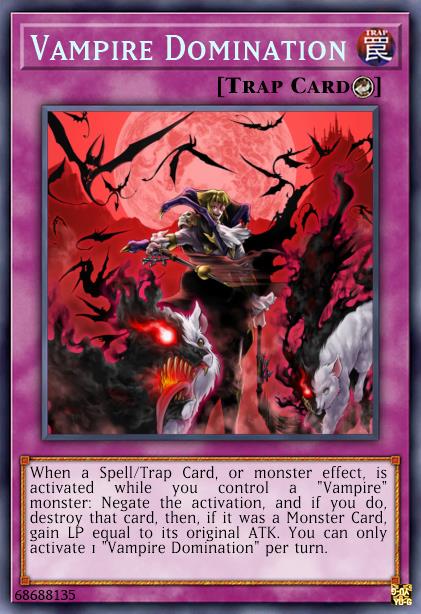 Vampire Domination
TRAP
罠
[Trap Card]
When a Spell/Trap Card, or monster effect, is
activated while you control a "Vampire"
monster: Negate the activation, and if you do,
destroy that card, then, if it was a Monster Card,
gain LP equal to its original ATK. You can only
activate 1 "Vampire Domination" per turn.
68688135